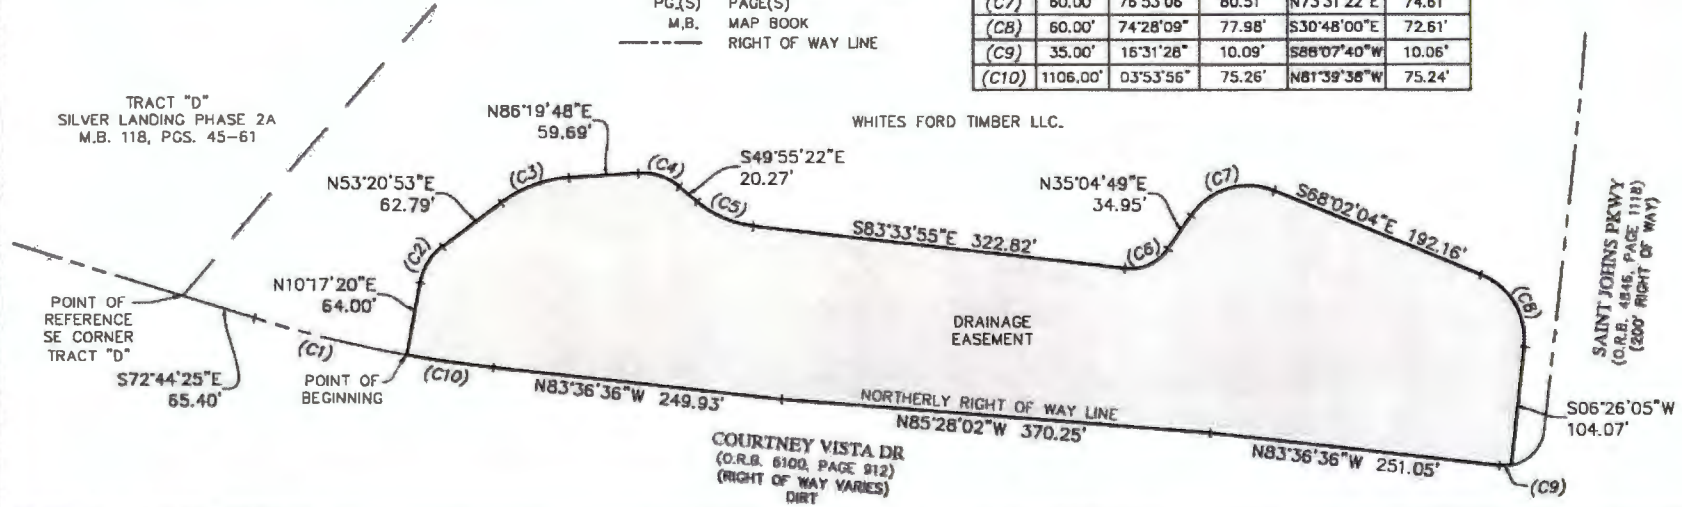 PG.(S) PAGE(S)
M.B. MAP BOOK
RIGHT OF WAY LINE
(C7) 60.00' 76°53'06" 80.51' N73°31'22"E 74.61'
(C8) 60.00' 74°28'09" 77.98' S30°48'00"E 72.61'
(C9) 35.00' 16°31'28" 10.09' S88°07'40"W 10.06'
(C10) 1106.00' 03°53'56" 75.26' N81°39'38"W 75.24'
TRACT "D"
SILVER LANDING PHASE 2A
M.B. 118, PGS. 45-61
N86°19'48"E
59.69'
WHITES FORD TIMBER LLC.
(C3)
(C4)
S49°55'22"E
20.27'
N53°20'53"E
62.79'
(C5)
N35°04'49"E
34.95'
(C7)
S68°02'04"E 192.16'
SAINT JOHNS PKWY
(O.R.B. 4846, PAGE 1118)
(200' RIGHT OF WAY)
S83°33'55"E 322.82'
(C6)
(C2)
N10°17'20"E
64.00'
(C8)
POINT OF
REFERENCE
SE CORNER
TRACT "D"
DRAINAGE
EASEMENT
(C1)
S72°44'25"E
65.40'
POINT OF
BEGINNING
(C10)
N83°36'36"W 249.93'
NORTHERLY RIGHT OF WAY LINE
N85°28'02"W 370.25'
S06°26'05"W
104.07'
N83°36'36"W 251.05'
(C9)
COURTNEY VISTA DR
(O.R.B. 6100, PAGE 912)
(RIGHT OF WAY VARIES)
DIRT